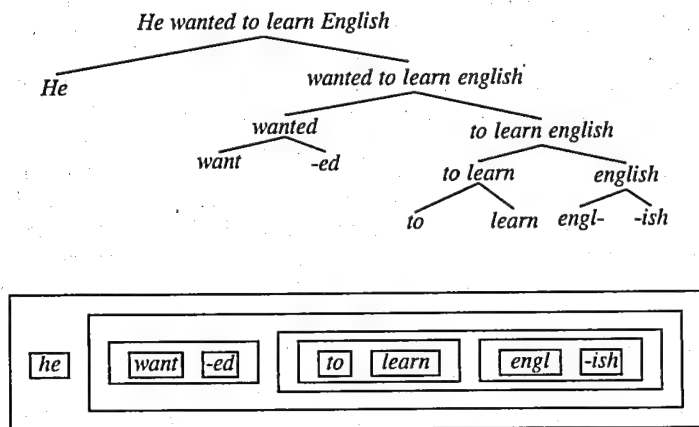 He wanted to learn English
He wanted to learn english
wanted to learn english
want -ed to learn english
to learn engl- -ish
he want -ed to learn engl -ish